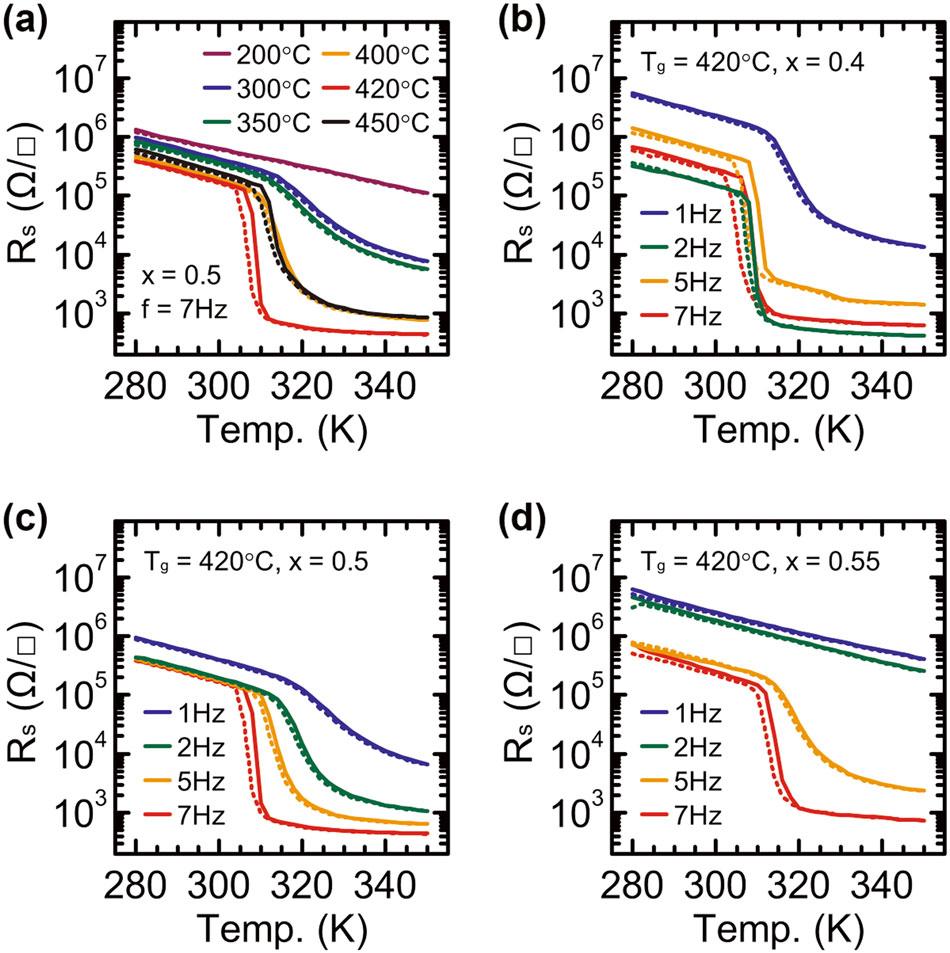 (a)
200°C 400°C
300°C 420°C
350°C 450°C
10⁷
10⁶
10⁵
10⁴
10³
Rs (Ω/□)
x = 0.5
f = 7Hz
280 300 320 340
Temp. (K)
(b)
Tg = 420°C, x = 0.4
10⁷
10⁶
10⁵
10⁴
10³
Rs (Ω/□)
1Hz
2Hz
5Hz
7Hz
280 300 320 340
Temp. (K)
(c)
Tg = 420°C, x = 0.5
10⁷
10⁶
10⁵
10⁴
10³
Rs (Ω/□)
1Hz
2Hz
5Hz
7Hz
280 300 320 340
Temp. (K)
(d)
Tg = 420°C, x = 0.55
10⁷
10⁶
10⁵
10⁴
10³
Rs (Ω/□)
1Hz
2Hz
5Hz
7Hz
280 300 320 340
Temp. (K)